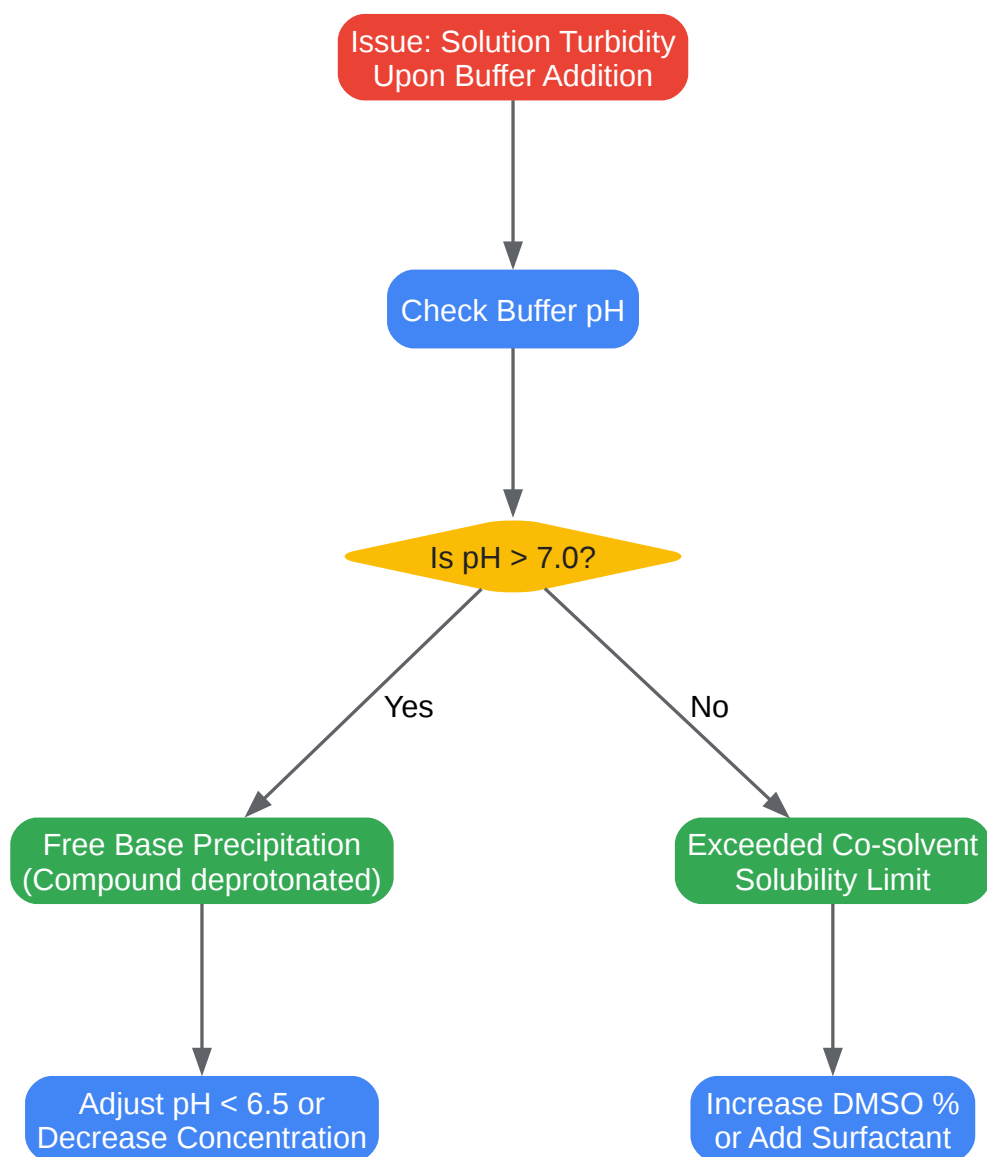 Issue: Solution Turbidity
Upon Buffer Addition
Check Buffer pH
Is pH > 7.0?
Yes
No
Free Base Precipitation
(Compound deprotonated)
Exceeded Co-solvent
Solubility Limit
Adjust pH < 6.5 or
Decrease Concentration
Increase DMSO %
or Add Surfactant